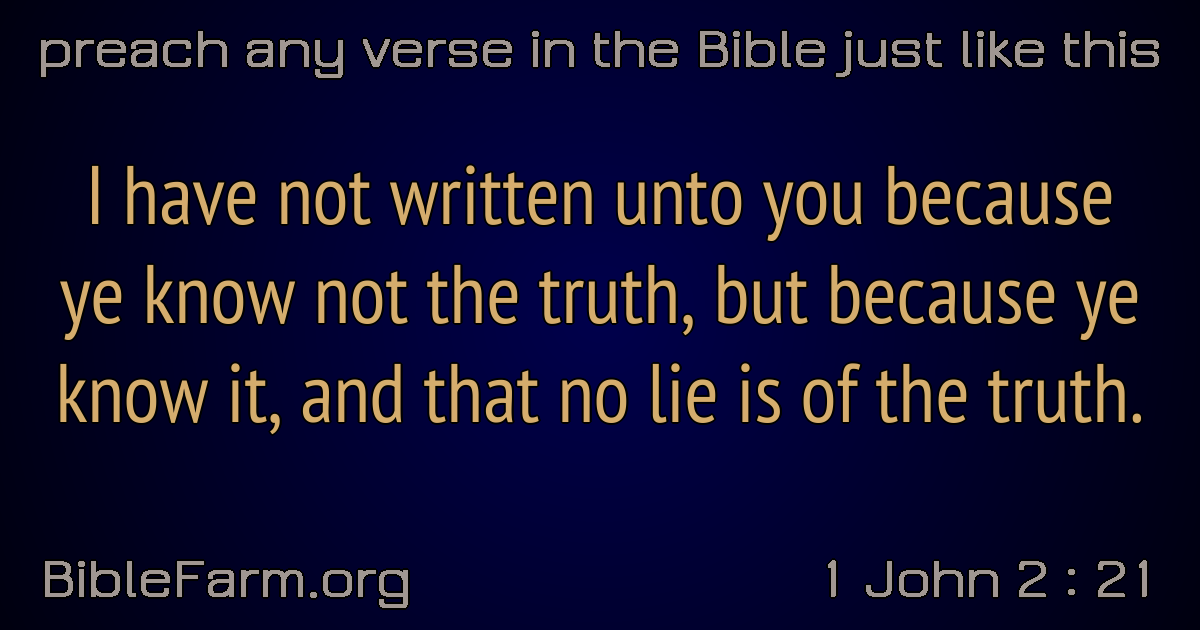 preach any verse in the Bible just like this
I have not written unto you because
ye know not the truth, but because ye
know it, and that no lie is of the truth.
BibleFarm.org
1 John 2 : 21